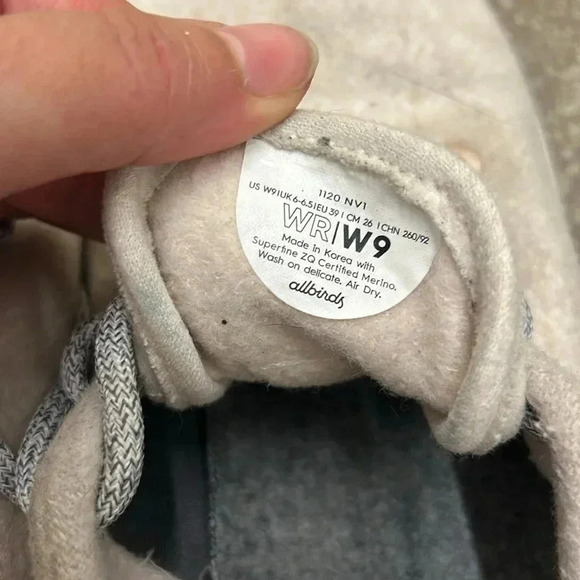 1120 NV1
US W9 | UK 6-6.5 | EU 39 | CM 26 | CHN 260/92
WR/W9
Made in Korea with
Superfine ZQ Certified Merino.
Wash on delicate. Air Dry.
allbirds